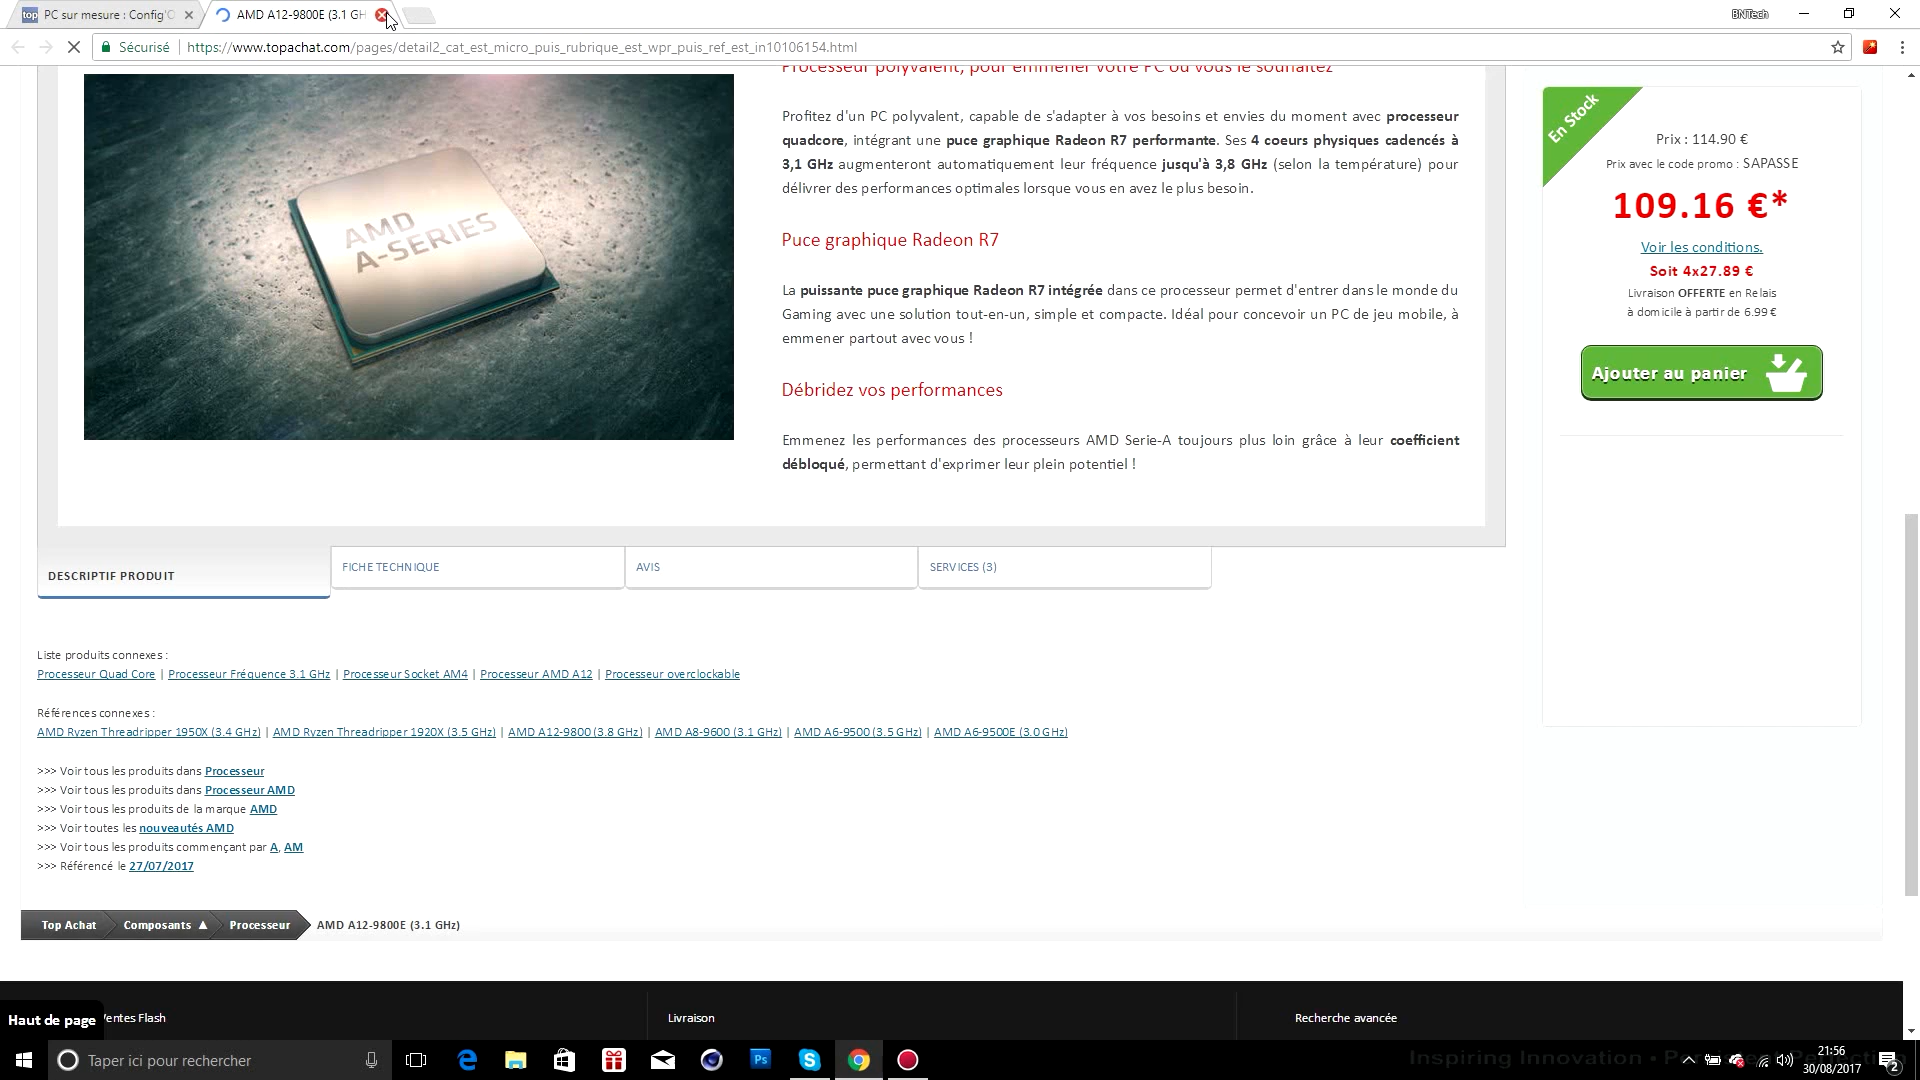 top PC sur mesure : Config'O
AMD A12-9800E (3.1 GH
BNTech
Sécurisé
https://www.topachat.com/pages/detail2_cat_est_micro_puis_rubrique_est_wpr_puis_ref_est_in10106154.html
Processeur polyvalent, pour emmener votre PC où vous le souhaitez
Profitez d'un PC polyvalent, capable de s'adapter à vos besoins et envies du moment avec processeur
quadcore, intégrant une puce graphique Radeon R7 performante. Ses 4 coeurs physiques cadencés à
3,1 GHz augmenteront automatiquement leur fréquence jusqu'à 3,8 GHz (selon la température) pour
délivrer des performances optimales lorsque vous en avez le plus besoin.
Puce graphique Radeon R7
La puissante puce graphique Radeon R7 intégrée dans ce processeur permet d'entrer dans le monde du
Gaming avec une solution tout-en-un, simple et compacte. Idéal pour concevoir un PC de jeu mobile, à
emmener partout avec vous !
Débridez vos performances
Emmenez les performances des processeurs AMD Serie-A toujours plus loin grâce à leur coefficient
débloqué, permettant d'exprimer leur plein potentiel !
AMD
A-SERIES
En Stock
Prix : 114.90 €
Prix avec le code promo : SAPASSE
109.16 €*
Voir les conditions.
Soit 4x27.89 €
Livraison OFFERTE en Relais
à domicile à partir de 6.99 €
Ajouter au panier
DESCRIPTIF PRODUIT
FICHE TECHNIQUE
AVIS
SERVICES (3)
Liste produits connexes :
Processeur Quad Core | Processeur Fréquence 3.1 GHz | Processeur Socket AM4 | Processeur AMD A12 | Processeur overclockable
Références connexes :
AMD Ryzen Threadripper 1950X (3.4 GHz) | AMD Ryzen Threadripper 1920X (3.5 GHz) | AMD A12-9800 (3.8 GHz) | AMD A8-9600 (3.1 GHz) | AMD A6-9500 (3.5 GHz) | AMD A6-9500E (3.0 GHz)
>>> Voir tous les produits dans Processeur
>>> Voir tous les produits dans Processeur AMD
>>> Voir tous les produits de la marque AMD
>>> Voir toutes les nouveautés AMD
>>> Voir tous les produits commençant par A, AM
>>> Référencé le 27/07/2017
Top Achat
Composants ▲
Processeur
AMD A12-9800E (3.1 GHz)
Haut de page
Ventes Flash
Livraison
Recherche avancée
Taper ici pour rechercher
Ps
Inspiring Innovation •
21:56
30/08/2017
2